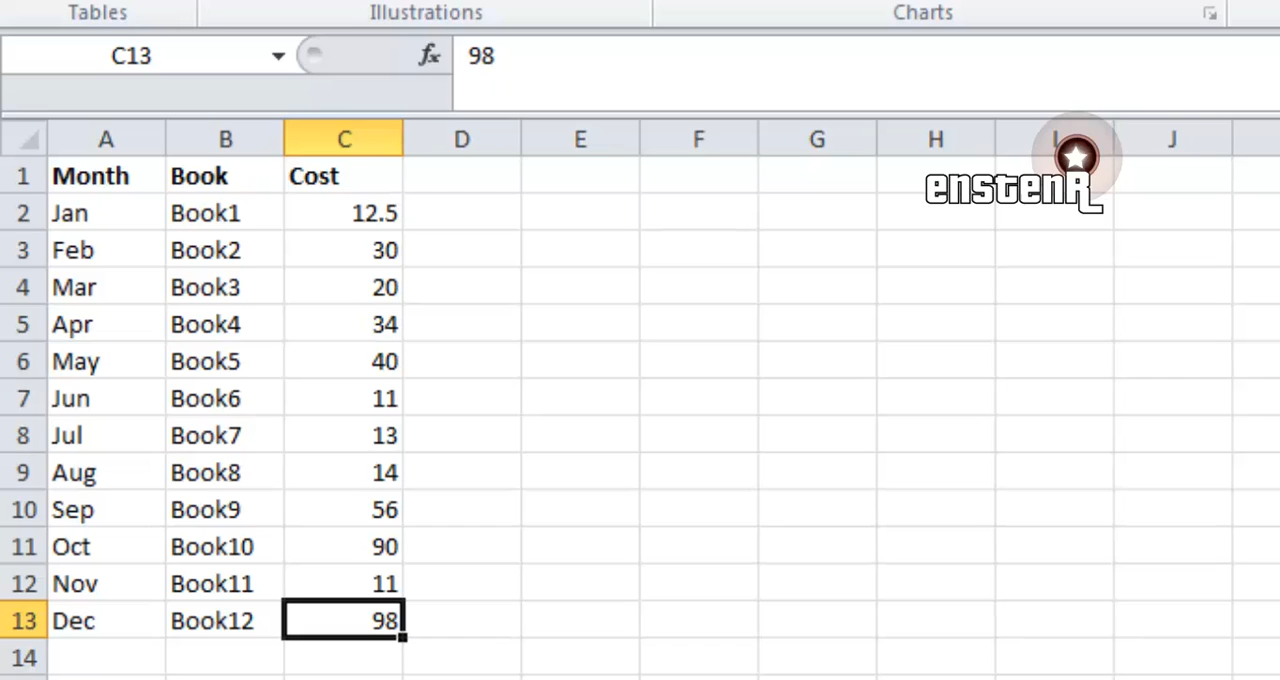 Tables Illustrations Charts
C13 fx 98
A B C D E F G H I J
1 Month Book Cost
enstenR
2 Jan Book1 12.5
3 Feb Book2 30
4 Mar Book3 20
5 Apr Book4 34
6 May Book5 40
7 Jun Book6 11
8 Jul Book7 13
9 Aug Book8 14
10 Sep Book9 56
11 Oct Book10 90
12 Nov Book11 11
13 Dec Book12 98
14